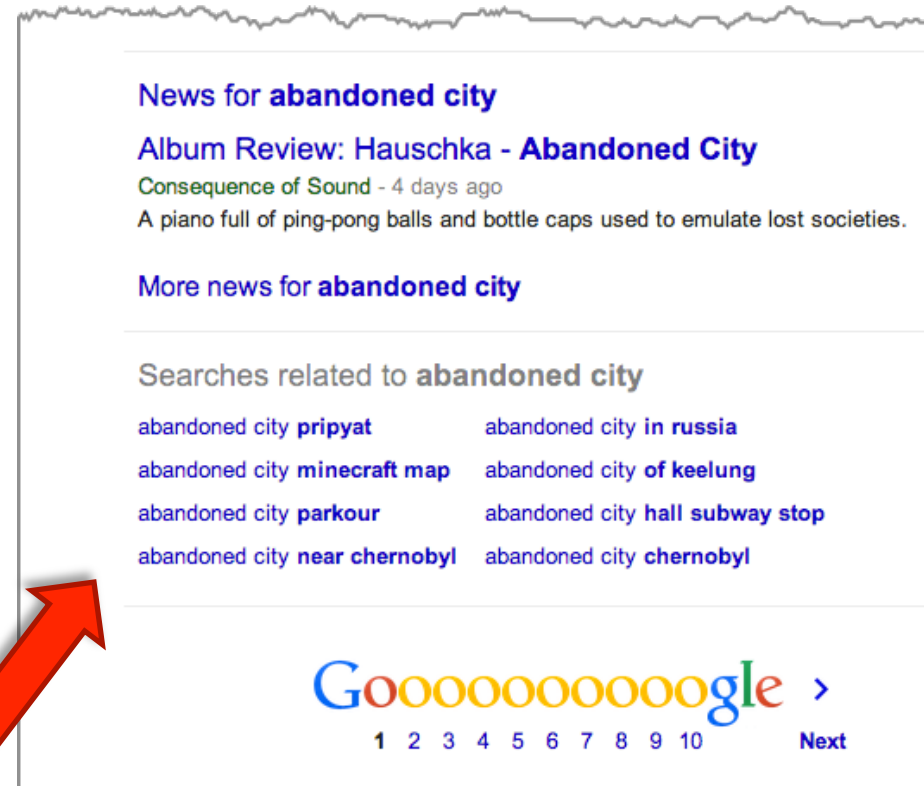 News for abandoned city
Album Review: Hauschka - Abandoned City
Consequence of Sound - 4 days ago
A piano full of ping-pong balls and bottle caps used to emulate lost societies.
More news for abandoned city
Searches related to abandoned city
abandoned city pripyat
abandoned city in russia
abandoned city minecraft map
abandoned city of keelung
abandoned city parkour
abandoned city hall subway stop
abandoned city near chernobyl
abandoned city chernobyl
Goooooooooogle >
1 2 3 4 5 6 7 8 9 10 Next